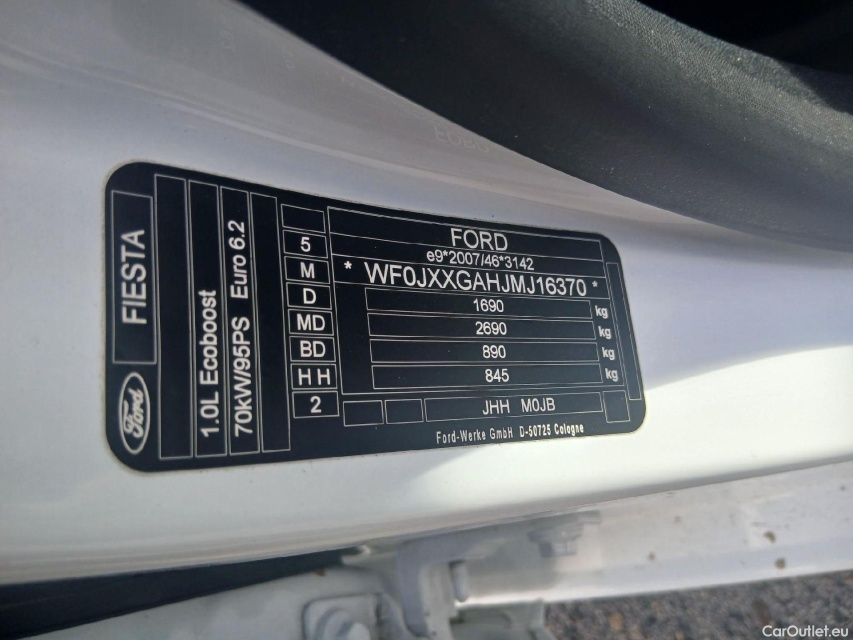 FIESTA
Ford
1.0L Ecoboost
70kW/95PS Euro 6.2
5
M
D
MD
BD
H H
2
FORD
e9*2007/46*3142
* WF0JXXGAHJMJ16370 *
1690 kg
2690 kg
890 kg
845 kg
JHH M0JB
Ford-Werke GmbH D-50725 Cologne
CarOutlet.eu